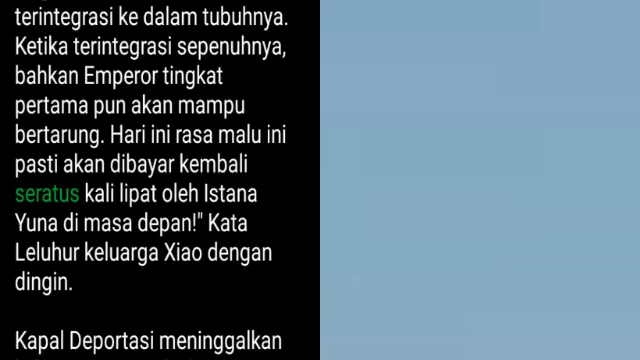 terintegrasi ke dalam tubuhnya.
Ketika terintegrasi sepenuhnya,
bahkan Emperor tingkat
pertama pun akan mampu
bertarung. Hari ini rasa malu ini
pasti akan dibayar kembali
seratus kali lipat oleh Istana
Yuna di masa depan!" Kata
Leluhur keluarga Xiao dengan
dingin.
Kapal Deportasi meninggalkan